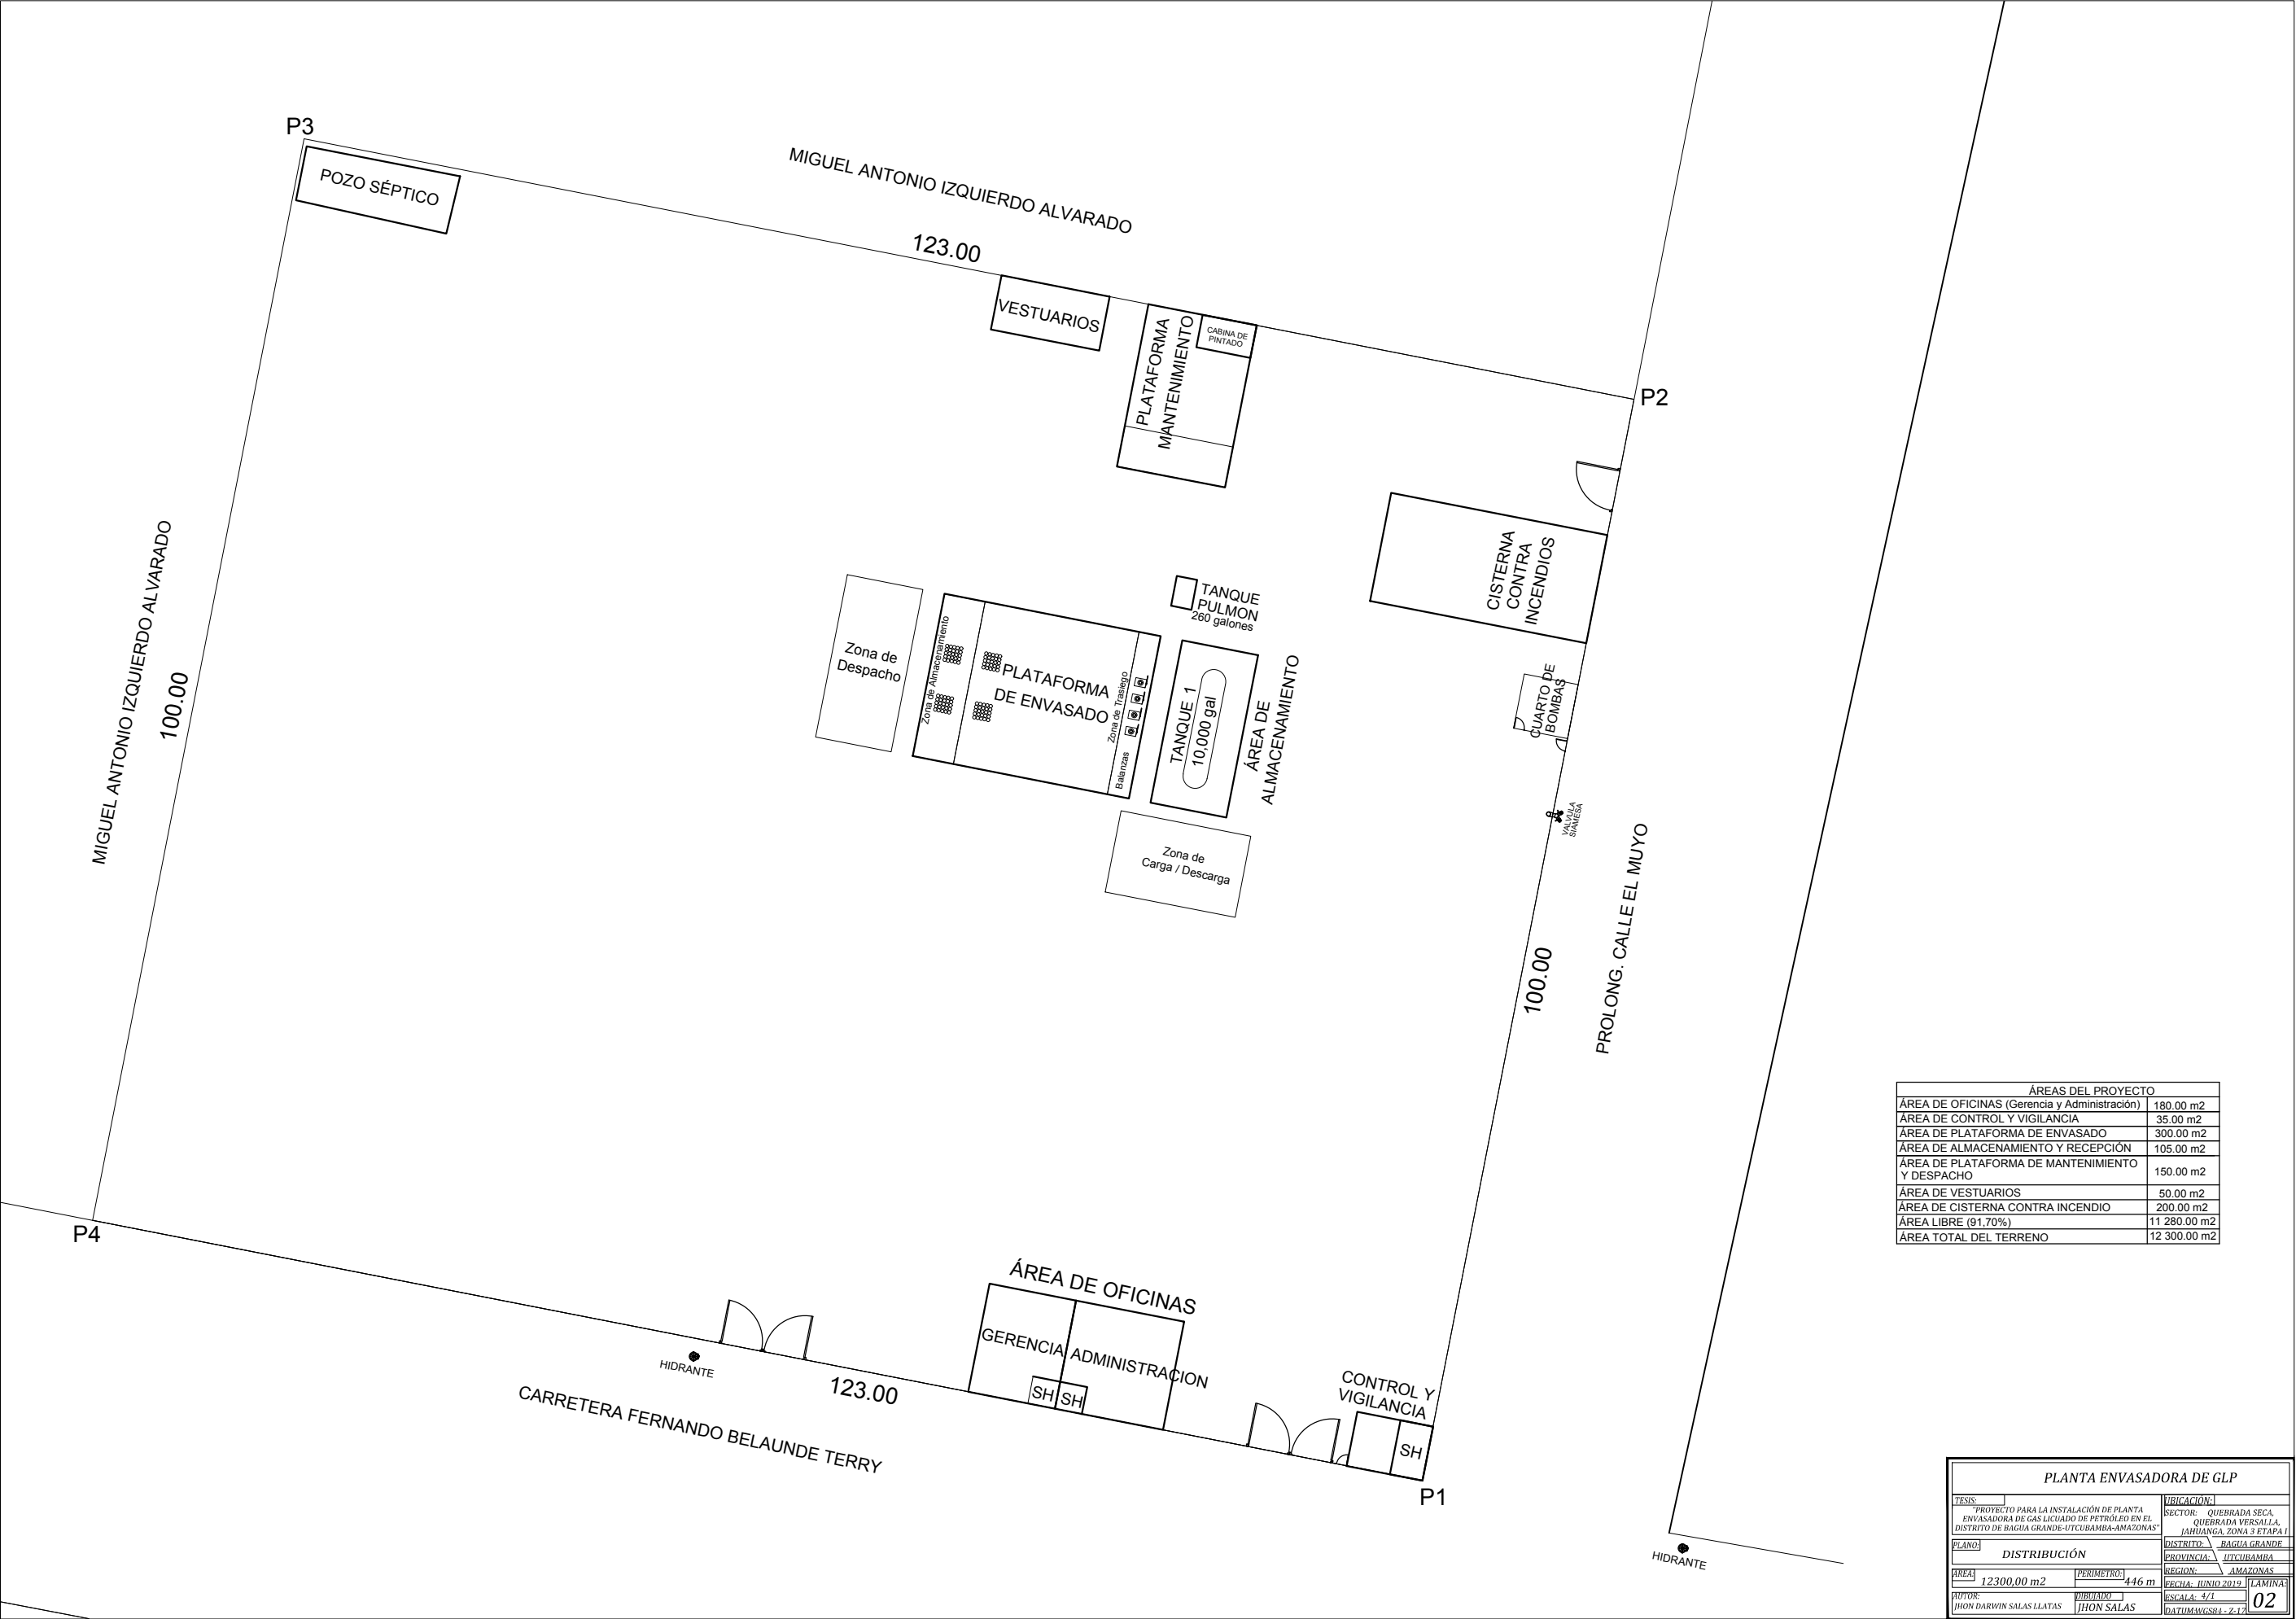 P3
POZO SÉPTICO
MIGUEL ANTONIO IZQUIERDO ALVARADO
123.00
VESTUARIOS
PLATAFORMA
MANTENIMIENTO
CABINA DE
PINTADO
P2
MIGUEL ANTONIO IZQUIERDO ALVARADO
100.00
CISTERNA
CONTRA
INCENDIOS
TANQUE
PULMON
260 galones
Zona de
Despacho
Zona de Almacenamiento
PLATAFORMA
DE ENVASADO
Zona de Trasiego
Balanzas
TANQUE 1
10,000 gal
ÁREA DE
ALMACENAMIENTO
CUARTO DE
BOMBAS
VALVULA
SIAMESA
Zona de
Carga / Descarga
PROLONG. CALLE EL MUYO
100.00
ÁREAS DEL PROYECTO
ÁREA DE OFICINAS (Gerencia y Administración) 180.00 m2
ÁREA DE CONTROL Y VIGILANCIA 35.00 m2
ÁREA DE PLATAFORMA DE ENVASADO 300.00 m2
ÁREA DE ALMACENAMIENTO Y RECEPCIÓN 105.00 m2
ÁREA DE PLATAFORMA DE MANTENIMIENTO
Y DESPACHO 150.00 m2
ÁREA DE VESTUARIOS 50.00 m2
ÁREA DE CISTERNA CONTRA INCENDIO 200.00 m2
ÁREA LIBRE (91,70%) 11 280.00 m2
ÁREA TOTAL DEL TERRENO 12 300.00 m2
P4
ÁREA DE OFICINAS
GERENCIA
ADMINISTRACION
SH
SH
HIDRANTE
123.00
CARRETERA FERNANDO BELAUNDE TERRY
CONTROL Y
VIGILANCIA
SH
P1
HIDRANTE
PLANTA ENVASADORA DE GLP
TESIS:
"PROYECTO PARA LA INSTALACIÓN DE PLANTA
ENVASADORA DE GAS LICUADO DE PETRÓLEO EN EL
DISTRITO DE BAGUA GRANDE-UTCUBAMBA-AMAZONAS"
UBICACIÓN:
SECTOR: QUEBRADA SECA,
QUEBRADA VERSALLA,
JAHUANGA, ZONA 3 ETAPA I
PLANO:
DISTRIBUCIÓN
DISTRITO: BAGUA GRANDE
PROVINCIA: UTCUBAMBA
REGION: AMAZONAS
AREA: 12300,00 m2
PERIMETRO: 446 m
FECHA: JUNIO 2019
ESCALA: 4/1
DATUM:WGS84 - Z-17
LAMINA:
02
AUTOR:
JHON DARWIN SALAS LLATAS
DIBUJADO
JHON SALAS